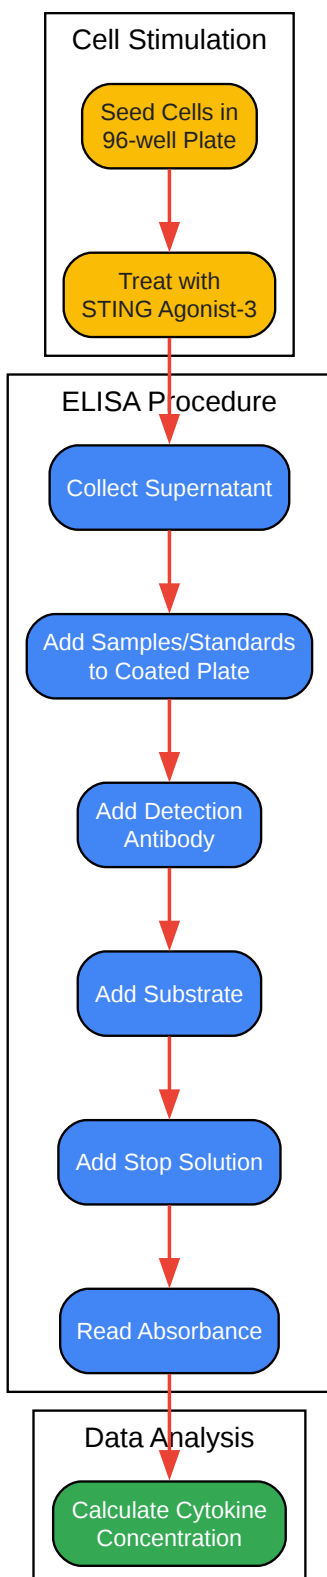 Cell Stimulation
Seed Cells in
96-well Plate
Treat with
STING Agonist-3
ELISA Procedure
Collect Supernatant
Add Samples/Standards
to Coated Plate
Add Detection
Antibody
Add Substrate
Add Stop Solution
Read Absorbance
Data Analysis
Calculate Cytokine
Concentration